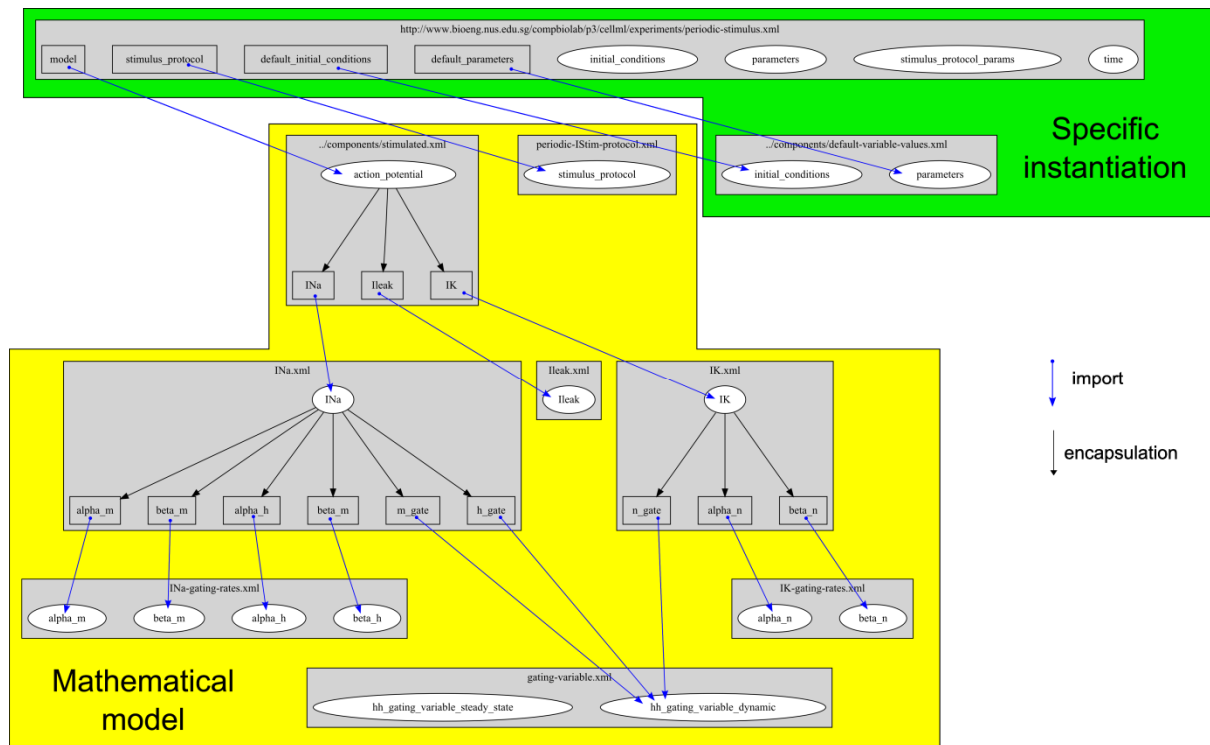 http://www.bioeng.nus.edu.sg/compbiolab/p3/cellml/experiments/periodic-stimulus.xml
model
stimulus_protocol
default_initial_conditions
default_parameters
initial_conditions
parameters
stimulus_protocol_params
time
../components/stimulated.xml
action_potential
INa
Ileak
IK
periodic-IStim-protocol.xml
stimulus_protocol
../components/default-variable-values.xml
initial_conditions
parameters
Specific
instantiation
INa.xml
INa
alpha_m
beta_m
alpha_h
beta_m
m_gate
h_gate
Ileak.xml
Ileak
IK.xml
IK
n_gate
alpha_n
beta_n
import
encapsulation
INa-gating-rates.xml
alpha_m
beta_m
alpha_h
beta_h
IK-gating-rates.xml
alpha_n
beta_n
Mathematical
model
gating-variable.xml
hh_gating_variable_steady_state
hh_gating_variable_dynamic